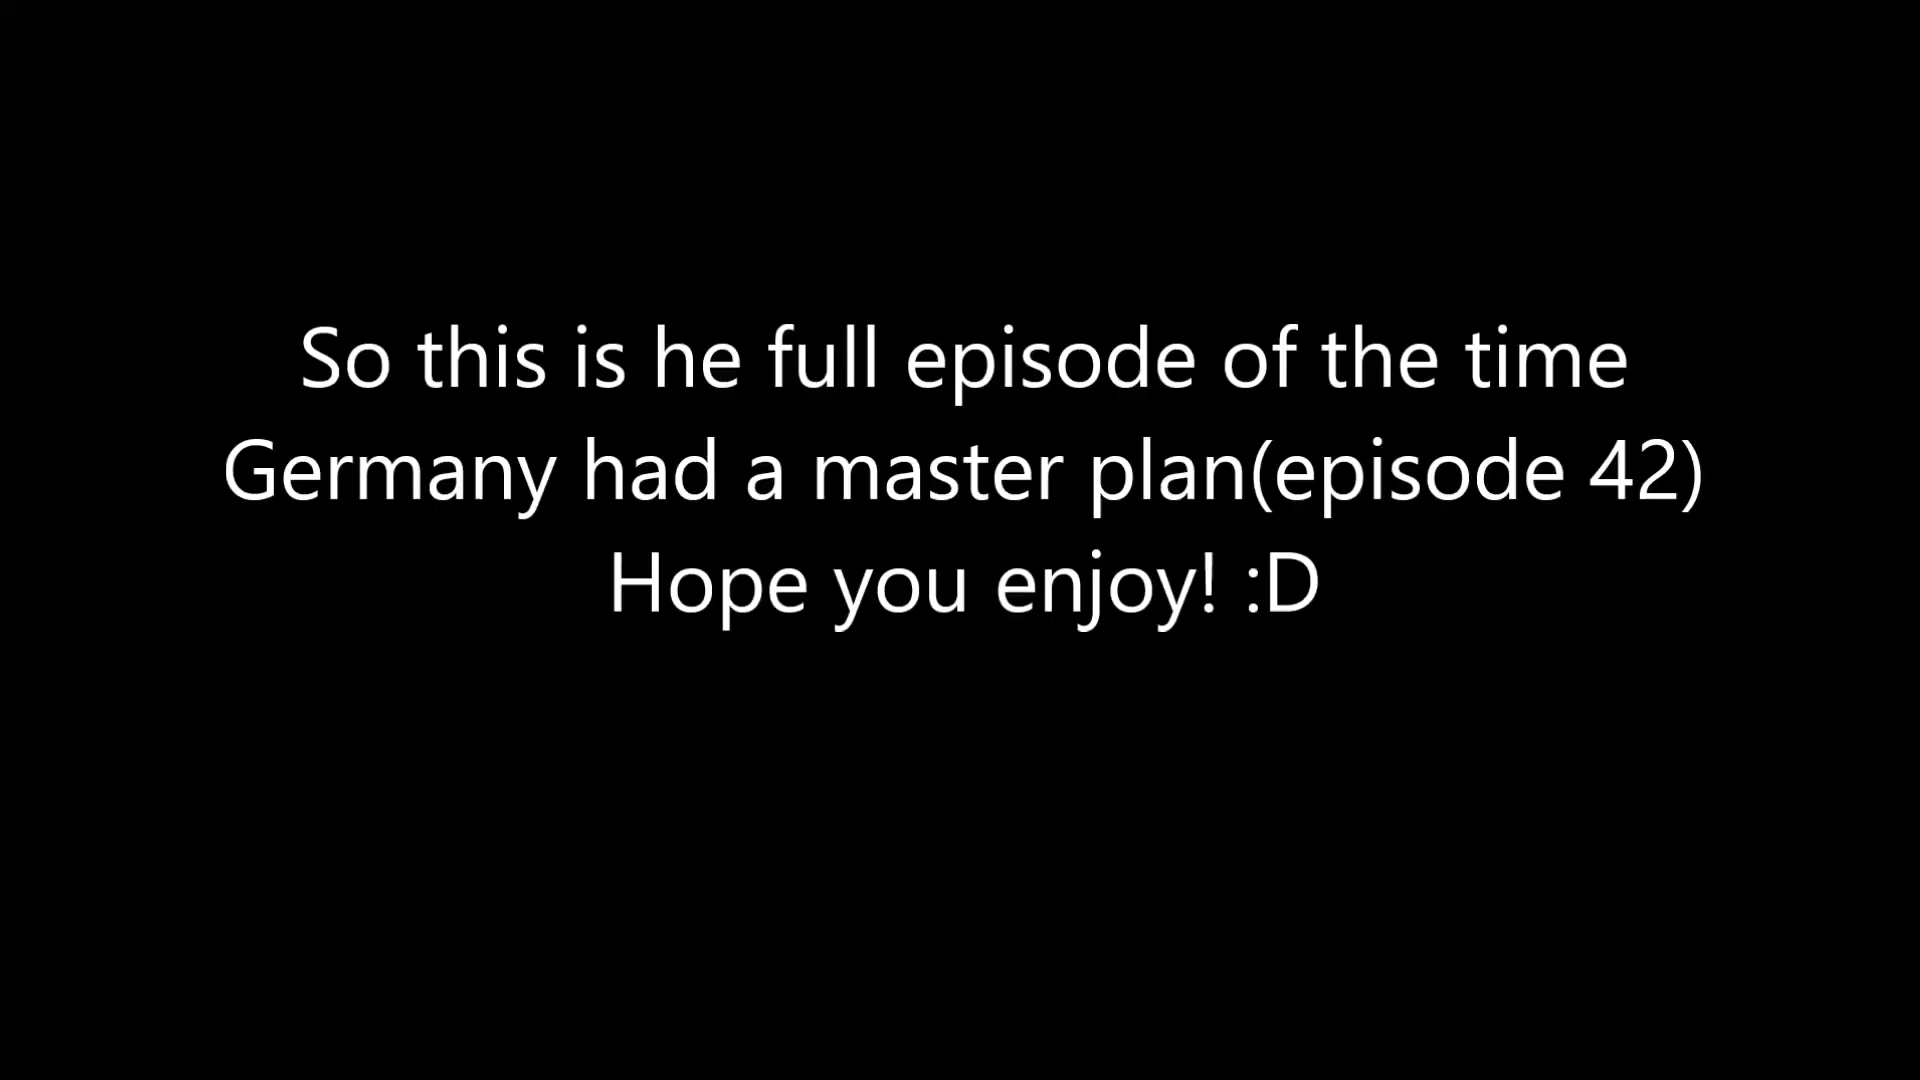 So this is he full episode of the time
Germany had a master plan(episode 42)
Hope you enjoy! :D